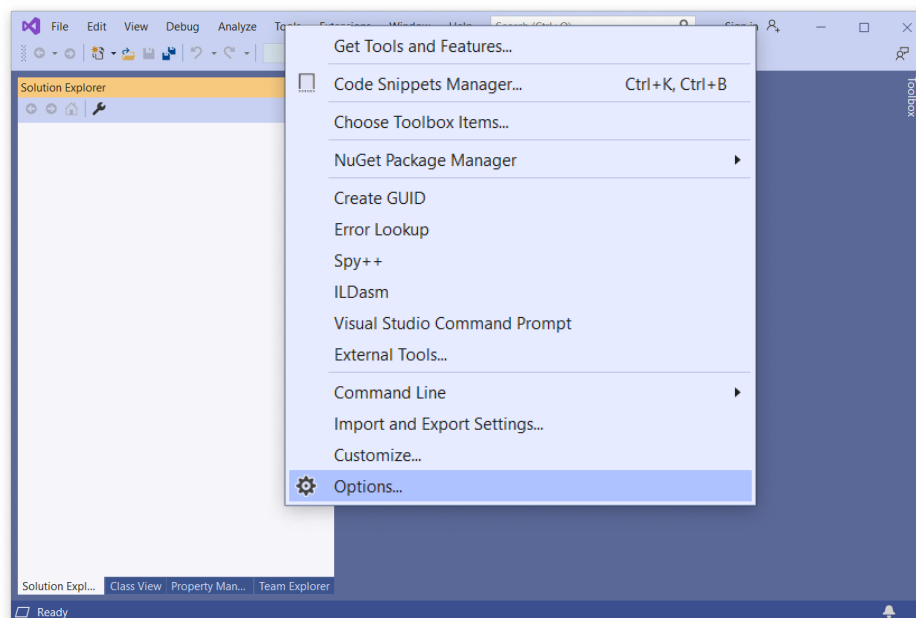 File Edit View Debug Analyze
Get Tools and Features...
Code Snippets Manager... Ctrl+K, Ctrl+B
Choose Toolbox Items...
NuGet Package Manager
Create GUID
Error Lookup
Spy++
ILDasm
Visual Studio Command Prompt
External Tools...
Command Line
Import and Export Settings...
Customize...
Options...
Solution Explorer
Toolbox
Solution Expl... Class View Property Man... Team Explorer
Ready